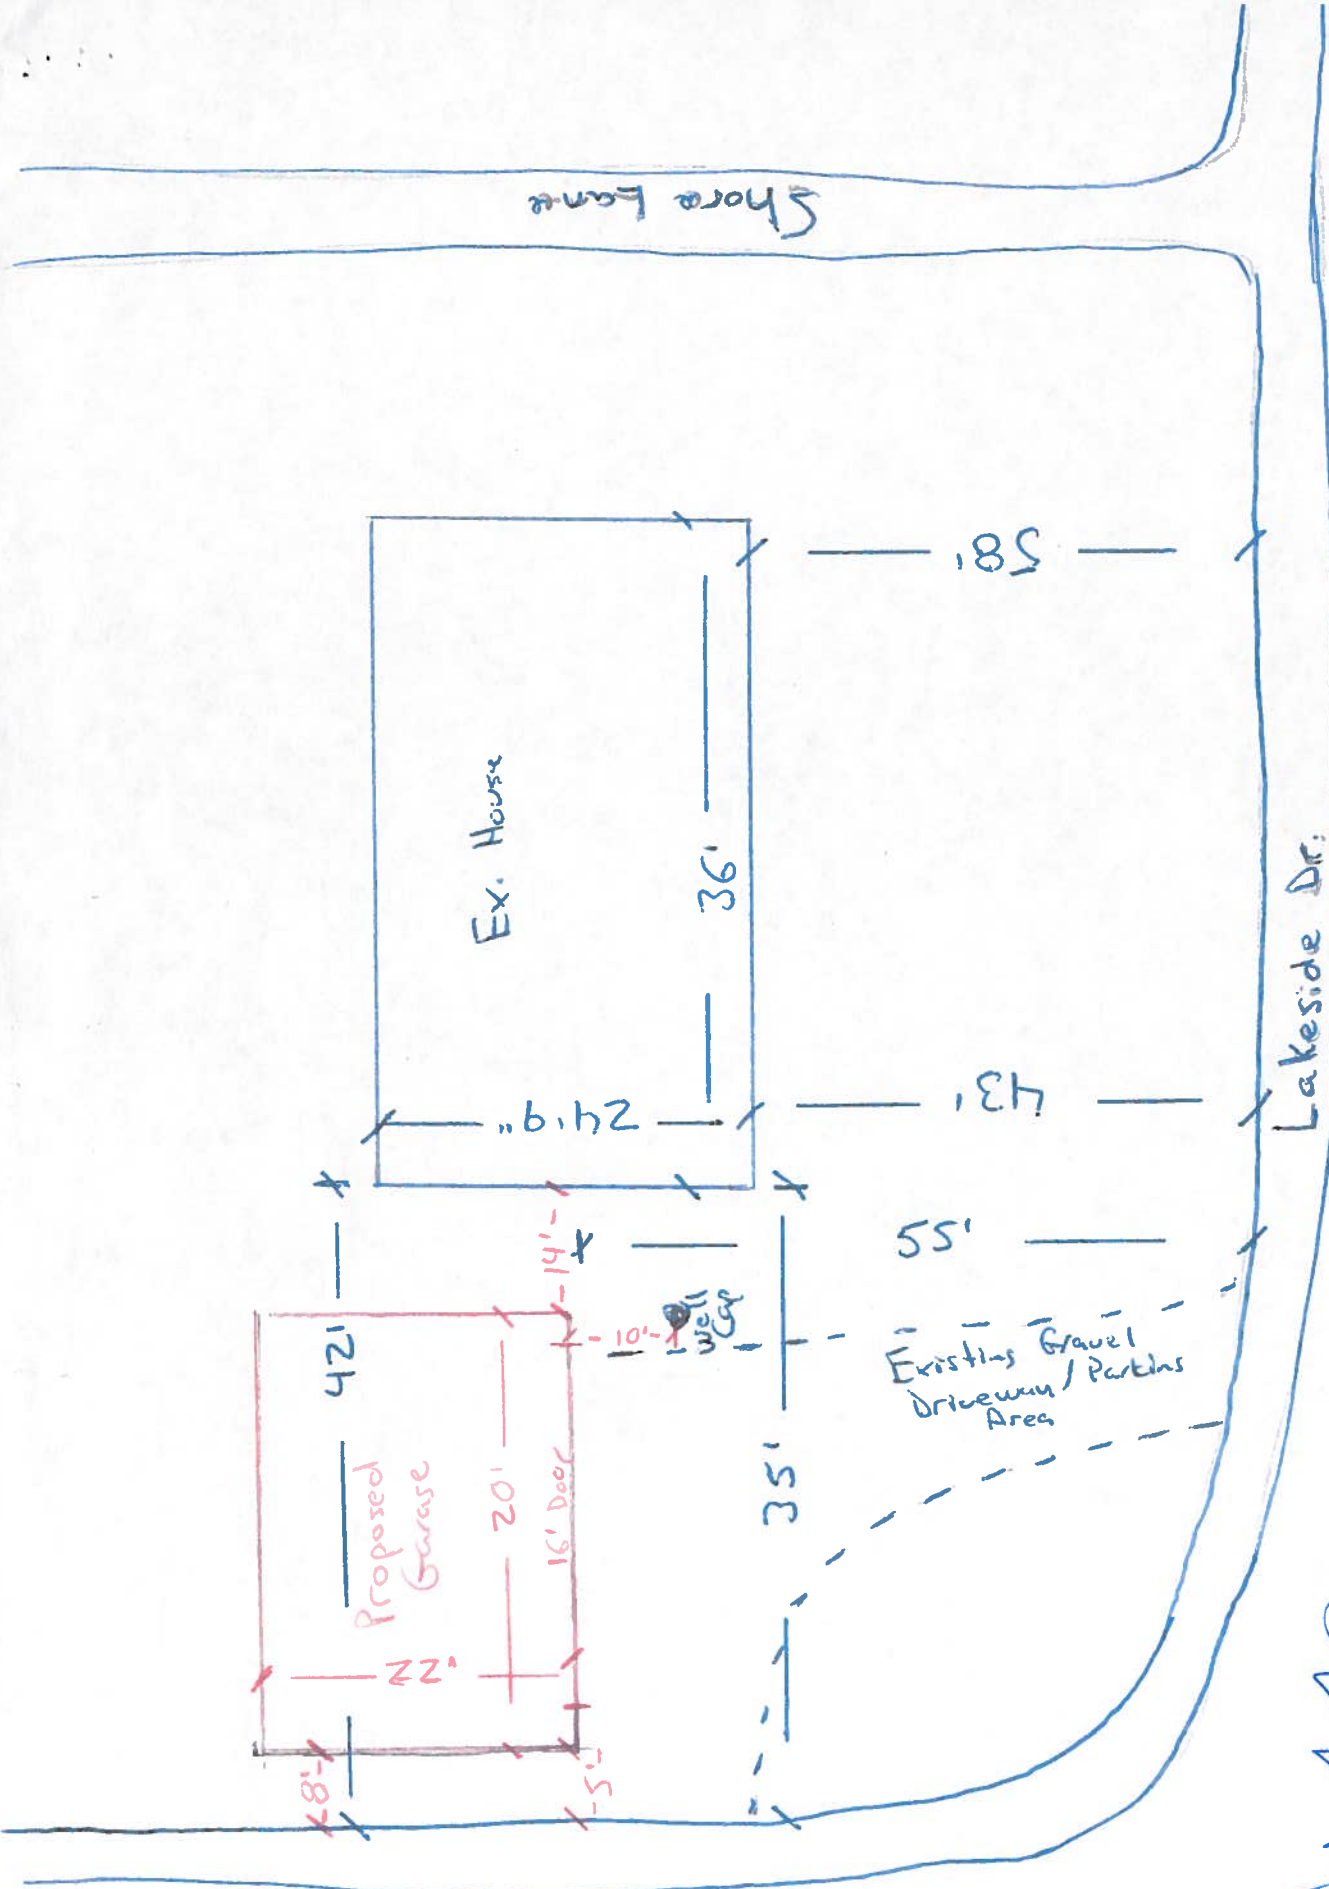 Shore Lane
58'
Ex. House
36'
24'9"
43'
Lakeside Dr.
14'
42'
55'
10'
Well
Cap
Existing Gravel
Driveway / Parking
Area
Proposed
Garage
20'
16' Door
35'
22'
8'
5'